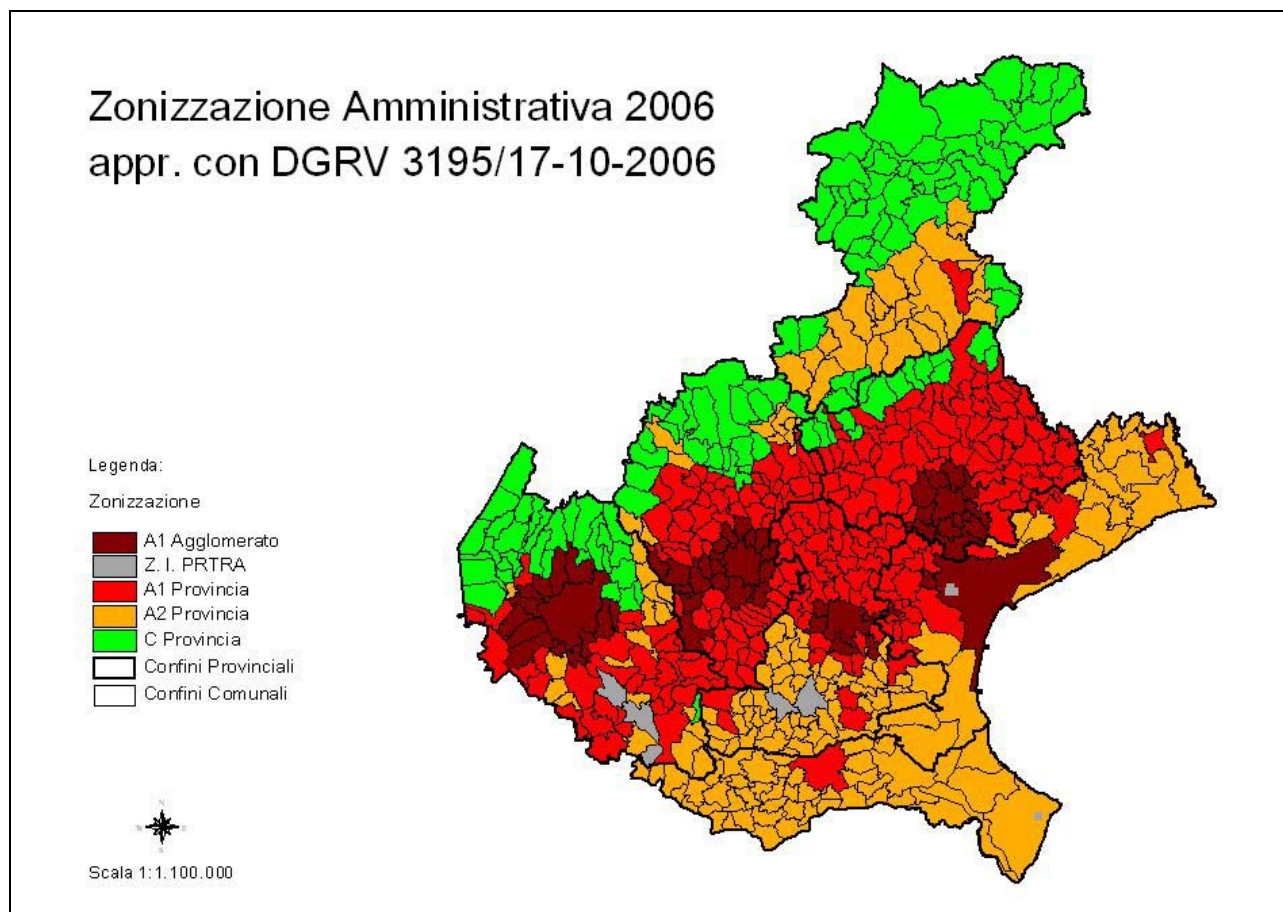 Zonizzazione Amministrativa 2006
appr. con DGRV 3195/17-10-2006
Legenda:
Zonizzazione
A1 Agglomerato
Z. I. PRTRA
A1 Provincia
A2 Provincia
C Provincia
Confini Provinciali
Confini Comunali
N
Scala 1:1.100.000